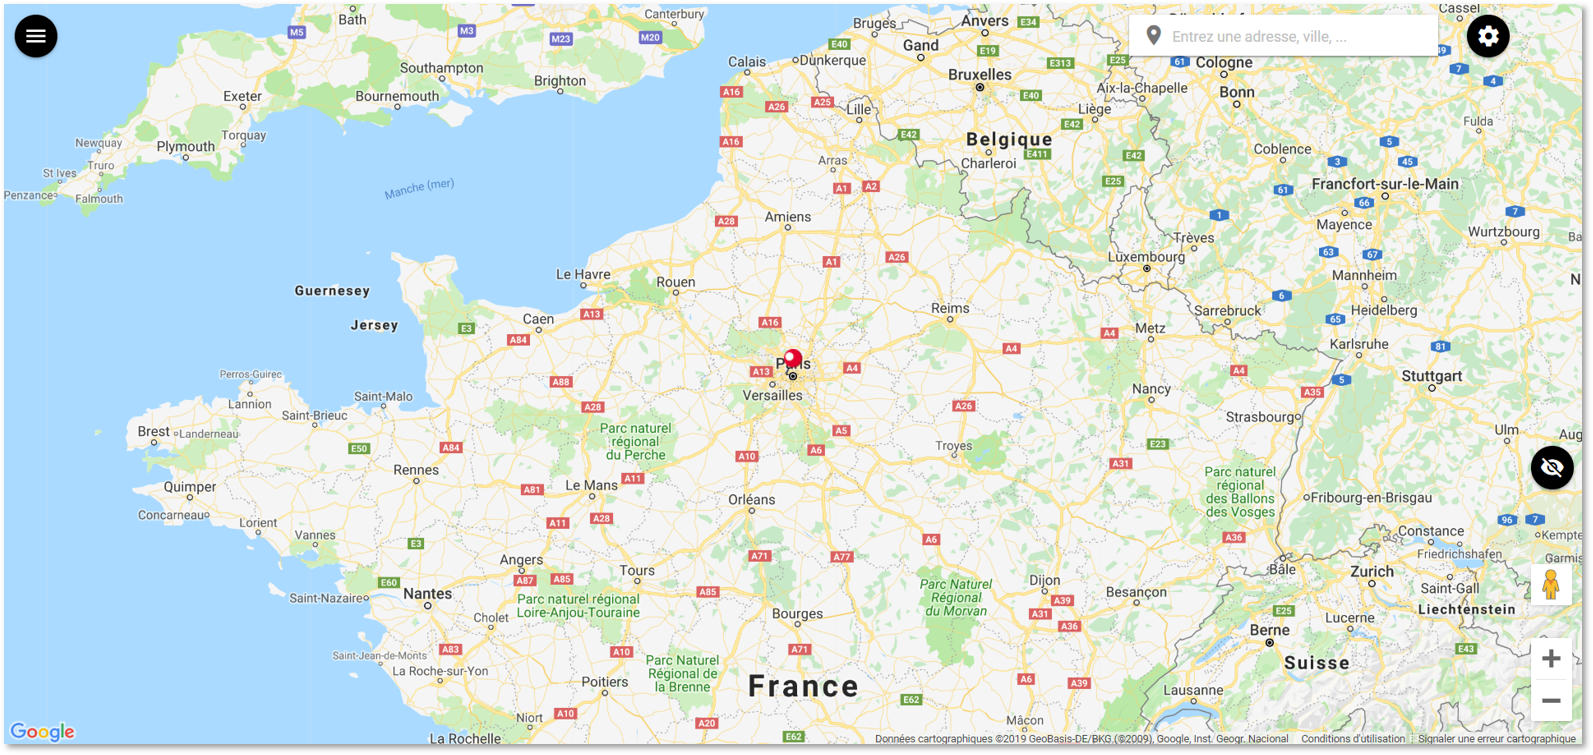 Bath
M5
M3
M23
M20
Canterbury
Bruges
Anvers
E34
Cassel
E40
Gand
E19
Entrez une adresse, ville, ...
49
Southampton
Brighton
Calais
Dunkerque
Bruxelles
E313
E25
61
Cologne
7
4
Exeter
Bournemouth
A16
A26
A25
Lille
E40
Liège
Aix-la-Chapelle
Bonn
Newquay
Torquay
Plymouth
A16
E42
Belgique
E42
Fulda
St Ives
Truro
Arras
Charleroi
E411
E42
Coblence
3
5
45
Penzance
Falmouth
Manche (mer)
A1
A2
E25
61
Francfort-sur-le-Main
66
A28
Amiens
1
Mayence
7
Wurtzbourg
Ba
A1
A26
Trèves
Luxembourg
63
67
Le Havre
Rouen
Mannheim
N
Guernesey
6
Jersey
E3
Caen
A13
A16
Reims
Sarrebruck
65
Heidelberg
A84
A4
A4
Metz
Karlsruhe
81
Paris
A13
A4
A4
5
Stuttgart
Perros-Guirec
A88
Versailles
Nancy
A35
Lannion
Saint-Malo
A28
A26
Saint-Brieuc
Strasbourg
Brest
Landerneau
Parc naturel
régional
du Perche
A5
Ulm
Aug
E50
A84
A10
A6
Troyes
E23
Rennes
A11
A31
Parc naturel
régional
des Ballons
des Vosges
Quimper
A81
Le Mans
Orléans
Fribourg-en-Brisgau
Concarneau
Lorient
A11
A28
96
7
Vannes
E3
A6
A36
Constance
Kempte
Angers
A71
A77
Friedrichshafen
Garmis
E60
A87
A85
Tours
Dijon
Bâle
Zurich
Saint-Nazaire
Nantes
Parc naturel régional
Loire-Anjou-Touraine
A85
Parc Naturel
Régional
du Morvan
A39
Besançon
Saint-Gall
Cholet
Bourges
A31
A36
E25
Lucerne
Liechtenstein
Berne
Saint-Jean-de-Monts
A83
A10
A71
E43
La Roche-sur-Yon
Parc Naturel
Régional de
la Brenne
Suisse
Poitiers
France
A6
A39
Lausanne
Niort
A10
A20
E62
Mâcon
Google
La Rochelle
E62
Données cartographiques ©2019 GeoBasis-DE/BKG (©2009), Google, Inst. Geogr. Nacional Conditions d'utilisation Signaler une erreur cartographique